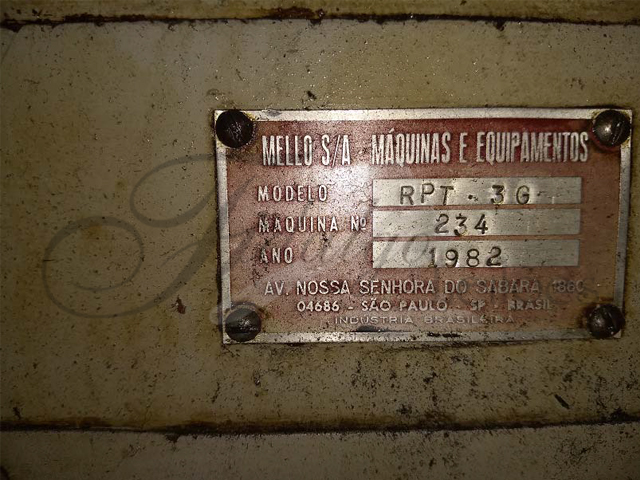 MELLO S/A MÁQUINAS E EQUIPAMENTOS
MODELO RPT - 3G
MÁQUINA Nº 234
ANO 1982
AV. NOSSA SENHORA DO SABARÁ
04686 - SÃO PAULO - SP - BRASIL
INDÚSTRIA BRASILEIRA